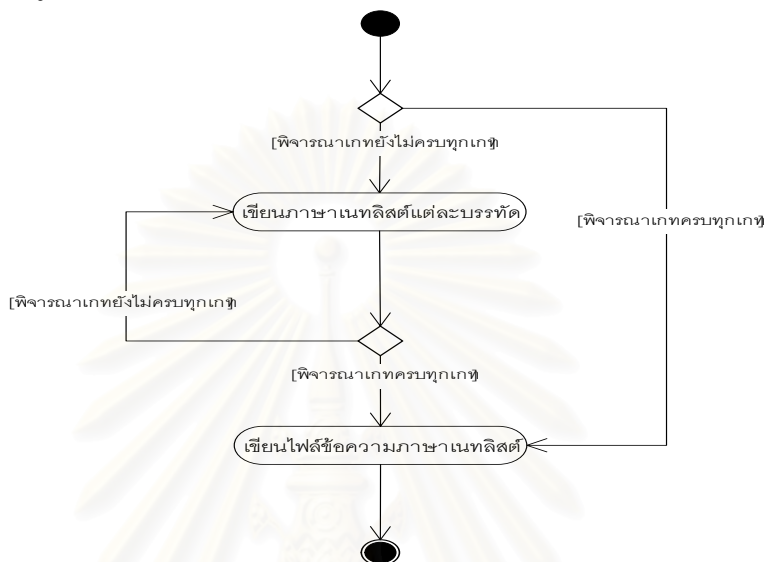 [พิจารณาเกทยังไม่ครบทุกเกท]
เขียนภาษาเนทลิสต์แต่ละบรรทัด
[พิจารณาเกทครบทุกเกท]
[พิจารณาเกทยังไม่ครบทุกเกท]
[พิจารณาเกทครบทุกเกท]
เขียนไฟล์ข้อความภาษาเนทลิสต์